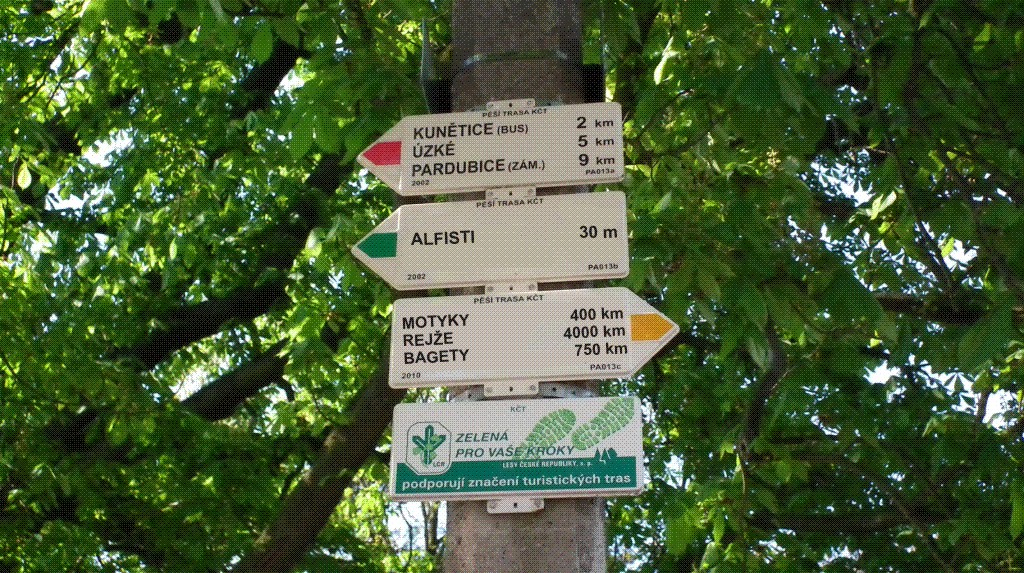 PĚŠÍ TRASA KČT
KUNĚTICE (BUS) 2 km
ÚZKÉ 5 km
PARDUBICE (ZÁM.) 9 km
2002 PA013a
PĚŠÍ TRASA KČT
ALFISTI 30 m
2002 PA013b
PĚŠÍ TRASA KČT
MOTYKY 400 km
REJŽE 4000 km
BAGETY 750 km
2010 PA013c
KČT
ZELENÁ
PRO VAŠE KROKY
LČR
LESY ČESKÉ REPUBLIKY, s. p.
podporují značení turistických tras